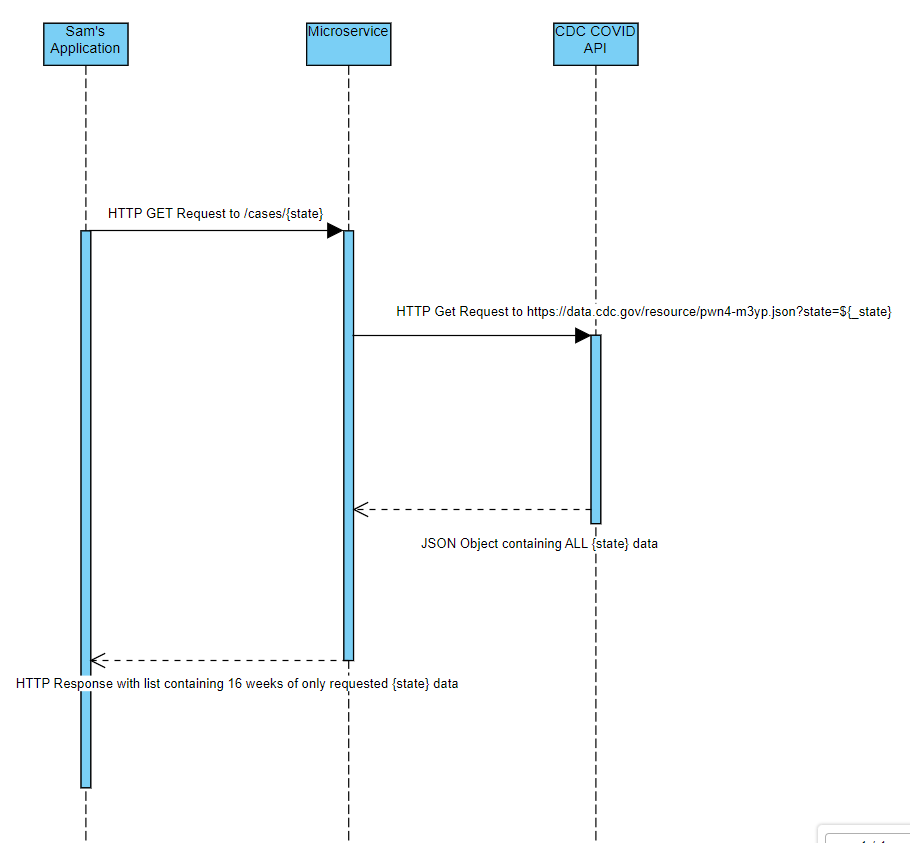 Sam's
Application
Microservice
CDC COVID
API
HTTP GET Request to /cases/{state}
HTTP Get Request to https://data.cdc.gov/resource/pwn4-m3yp.json?state=${_state}
JSON Object containing ALL {state} data
HTTP Response with list containing 16 weeks of only requested {state} data